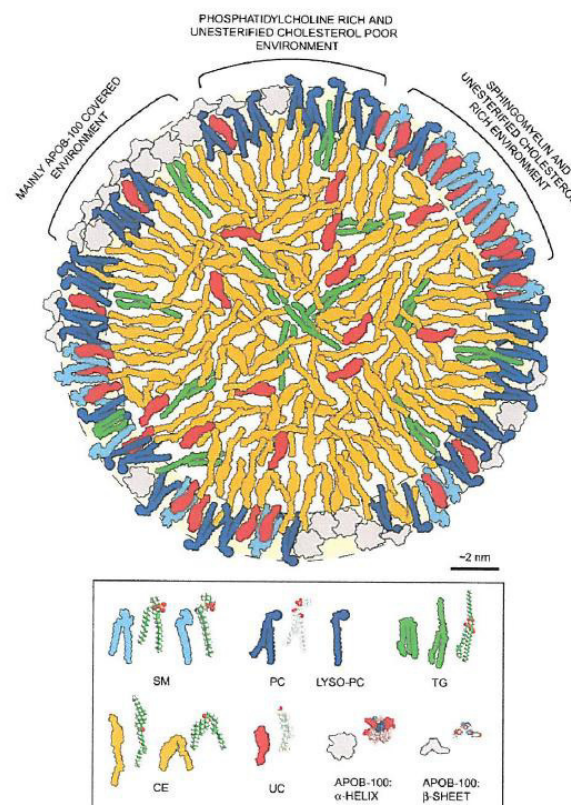 PHOSPHATIDYLCHOLINE RICH AND
UNESTERIFIED CHOLESTEROL POOR
ENVIRONMENT
MAINLY APOB-100 COVERED
ENVIRONMENT
SPHINGOMYELIN AND
UNESTERIFIED CHOLESTEROL
RICH ENVIRONMENT
~2 nm
SM
PC
LYSO-PC
TG
CE
UC
APOB-100:
α-HELIX
APOB-100:
β-SHEET